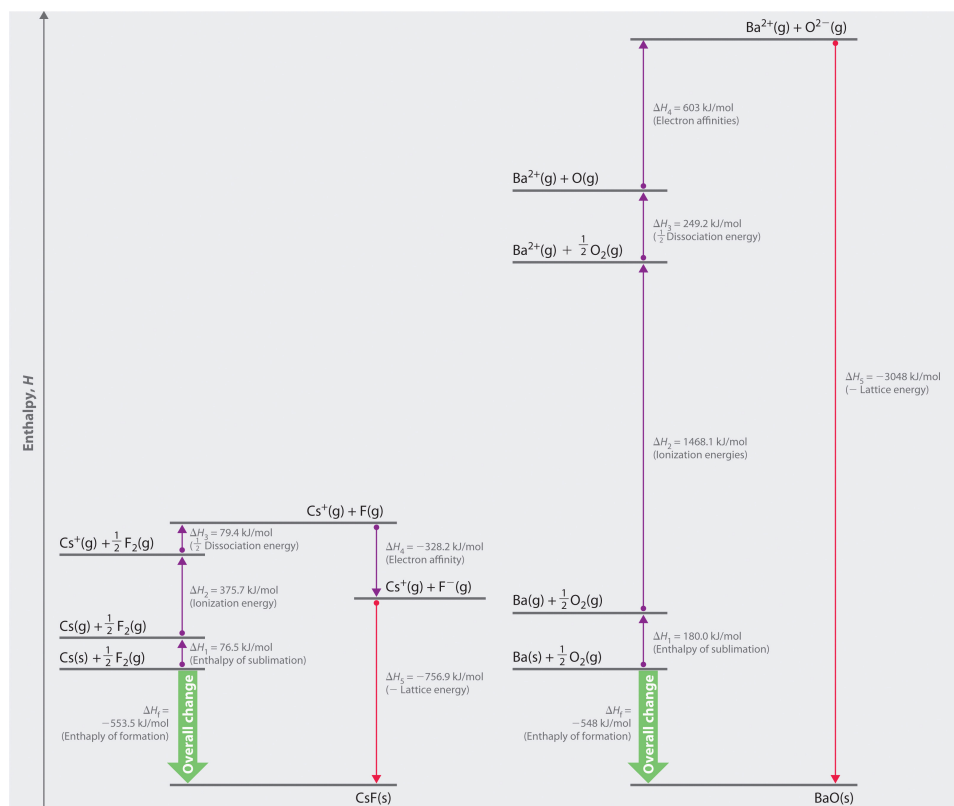 Enthalpy, H
Cs⁺(g) + F(g)
ΔH₃ = 79.4 kJ/mol
(½ Dissociation energy)
Cs⁺(g) + ½ F₂(g)
ΔH₄ = −328.2 kJ/mol
(Electron affinity)
ΔH₂ = 375.7 kJ/mol
(Ionization energy)
Cs⁺(g) + F⁻(g)
Cs(g) + ½ F₂(g)
ΔH₁ = 76.5 kJ/mol
(Enthalpy of sublimation)
Cs(s) + ½ F₂(g)
ΔH₅ = −756.9 kJ/mol
(− Lattice energy)
ΔHf =
−553.5 kJ/mol
(Enthaply of formation)
Overall change
CsF(s)
Ba²⁺(g) + O²⁻(g)
ΔH₄ = 603 kJ/mol
(Electron affinities)
Ba²⁺(g) + O(g)
ΔH₃ = 249.2 kJ/mol
(½ Dissociation energy)
Ba²⁺(g) + ½ O₂(g)
ΔH₅ = −3048 kJ/mol
(− Lattice energy)
ΔH₂ = 1468.1 kJ/mol
(Ionization energies)
Ba(g) + ½ O₂(g)
ΔH₁ = 180.0 kJ/mol
(Enthalpy of sublimation)
Ba(s) + ½ O₂(g)
ΔHf =
−548 kJ/mol
(Enthaply of formation)
Overall change
BaO(s)